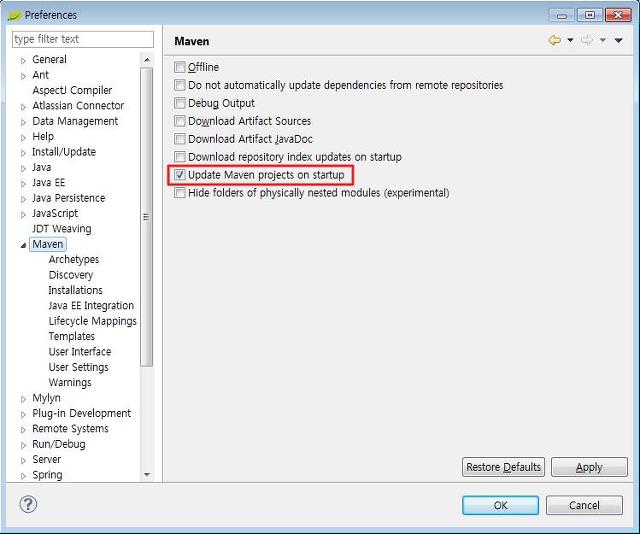 Preferences
type filter text
General
Ant
AspectJ Compiler
Atlassian Connector
Data Management
Help
Install/Update
Java
Java EE
Java Persistence
JavaScript
JDT Weaving
Maven
Archetypes
Discovery
Installations
Java EE Integration
Lifecycle Mappings
Templates
User Interface
User Settings
Warnings
Mylyn
Plug-in Development
Remote Systems
Run/Debug
Server
Spring
Maven
Offline
Do not automatically update dependencies from remote repositories
Debug Output
Download Artifact Sources
Download Artifact JavaDoc
Download repository index updates on startup
Update Maven projects on startup
Hide folders of physically nested modules (experimental)
Restore Defaults
Apply
?
OK
Cancel